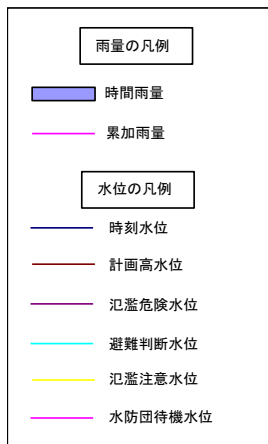 雨量の凡例
時間雨量
累加雨量
水位の凡例
時刻水位
計画高水位
氾濫危険水位
避難判断水位
氾濫注意水位
水防団待機水位